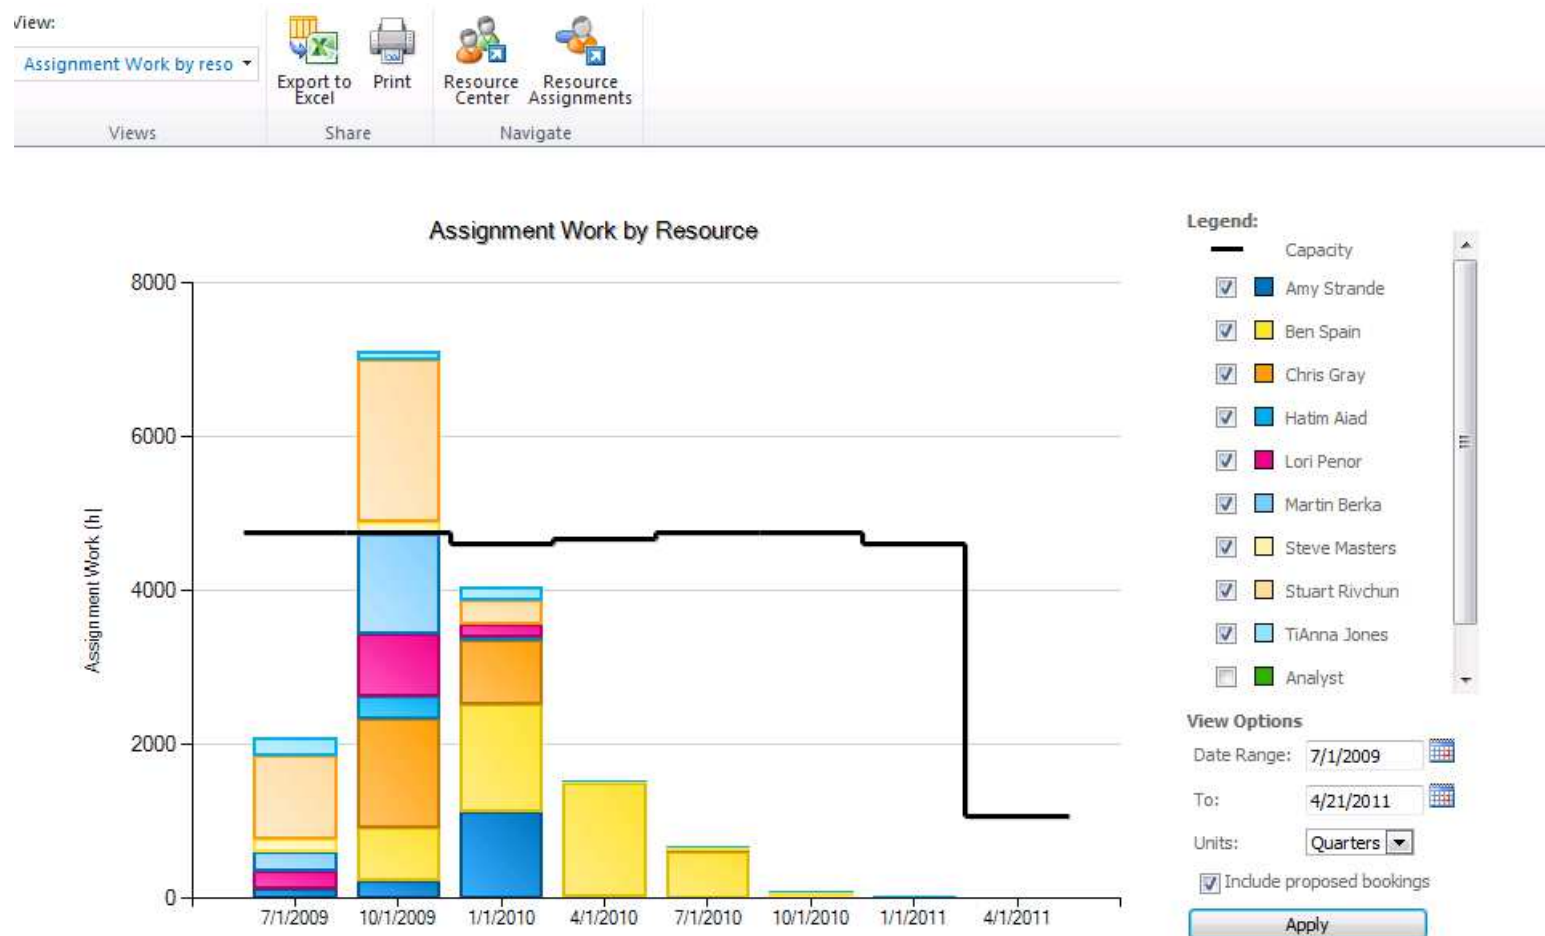 View:
Assignment Work by reso
Export to Excel
Print
Resource Center
Resource Assignments
Views
Share
Navigate
Assignment Work by Resource
8000
6000
4000
2000
0
Assignment Work (h|
7/1/2009
10/1/2009
1/1/2010
4/1/2010
7/1/2010
10/1/2010
1/1/2011
4/1/2011
Legend:
Capacity
Amy Strande
Ben Spain
Chris Gray
Hatim Aiad
Lori Penor
Martin Berka
Steve Masters
Stuart Rivchun
TiAnna Jones
Analyst
View Options
Date Range: 7/1/2009
To: 4/21/2011
Units: Quarters
Include proposed bookings
Apply